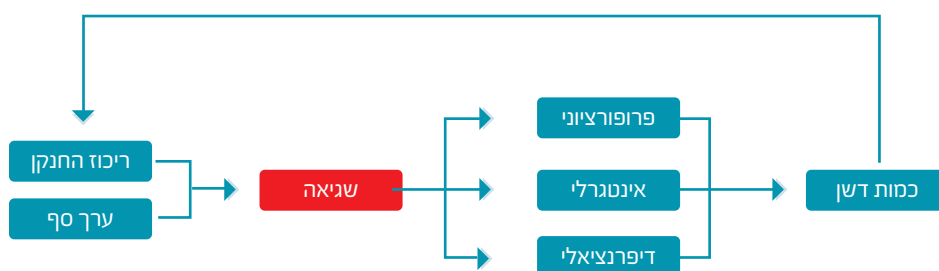 פרופורציוני
ריכוז החנקן
שגיאה
אינטגרלי
כמות דשן
ערך סף
דיפרנציאלי